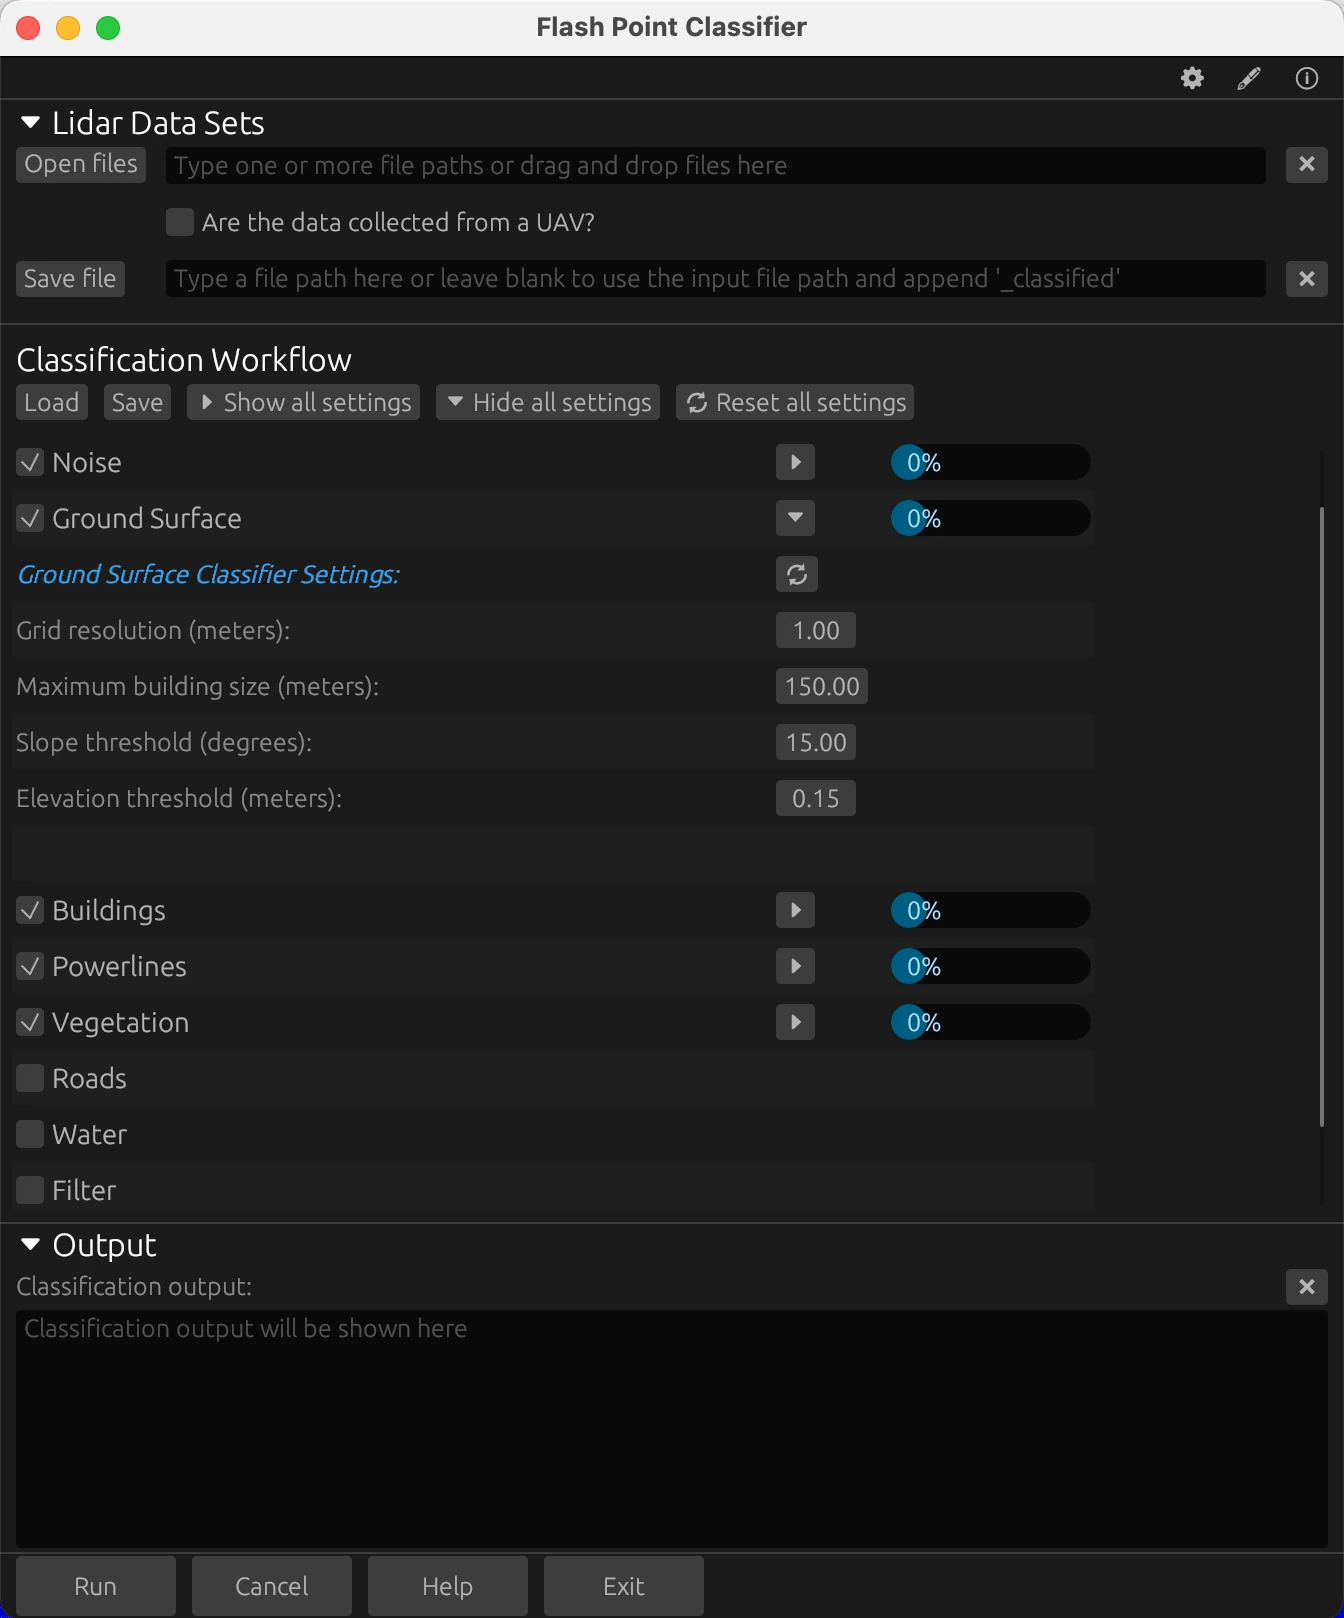 Flash Point Classifier
Lidar Data Sets
Open files Type one or more file paths or drag and drop files here
Are the data collected from a UAV?
Save file Type a file path here or leave blank to use the input file path and append '_classified'
Classification Workflow
Load Save Show all settings Hide all settings Reset all settings
Noise 0%
Ground Surface 0%
Ground Surface Classifier Settings:
Grid resolution (meters): 1.00
Maximum building size (meters): 150.00
Slope threshold (degrees): 15.00
Elevation threshold (meters): 0.15
Buildings 0%
Powerlines 0%
Vegetation 0%
Roads
Water
Filter
Output
Classification output:
Classification output will be shown here
Run Cancel Help Exit